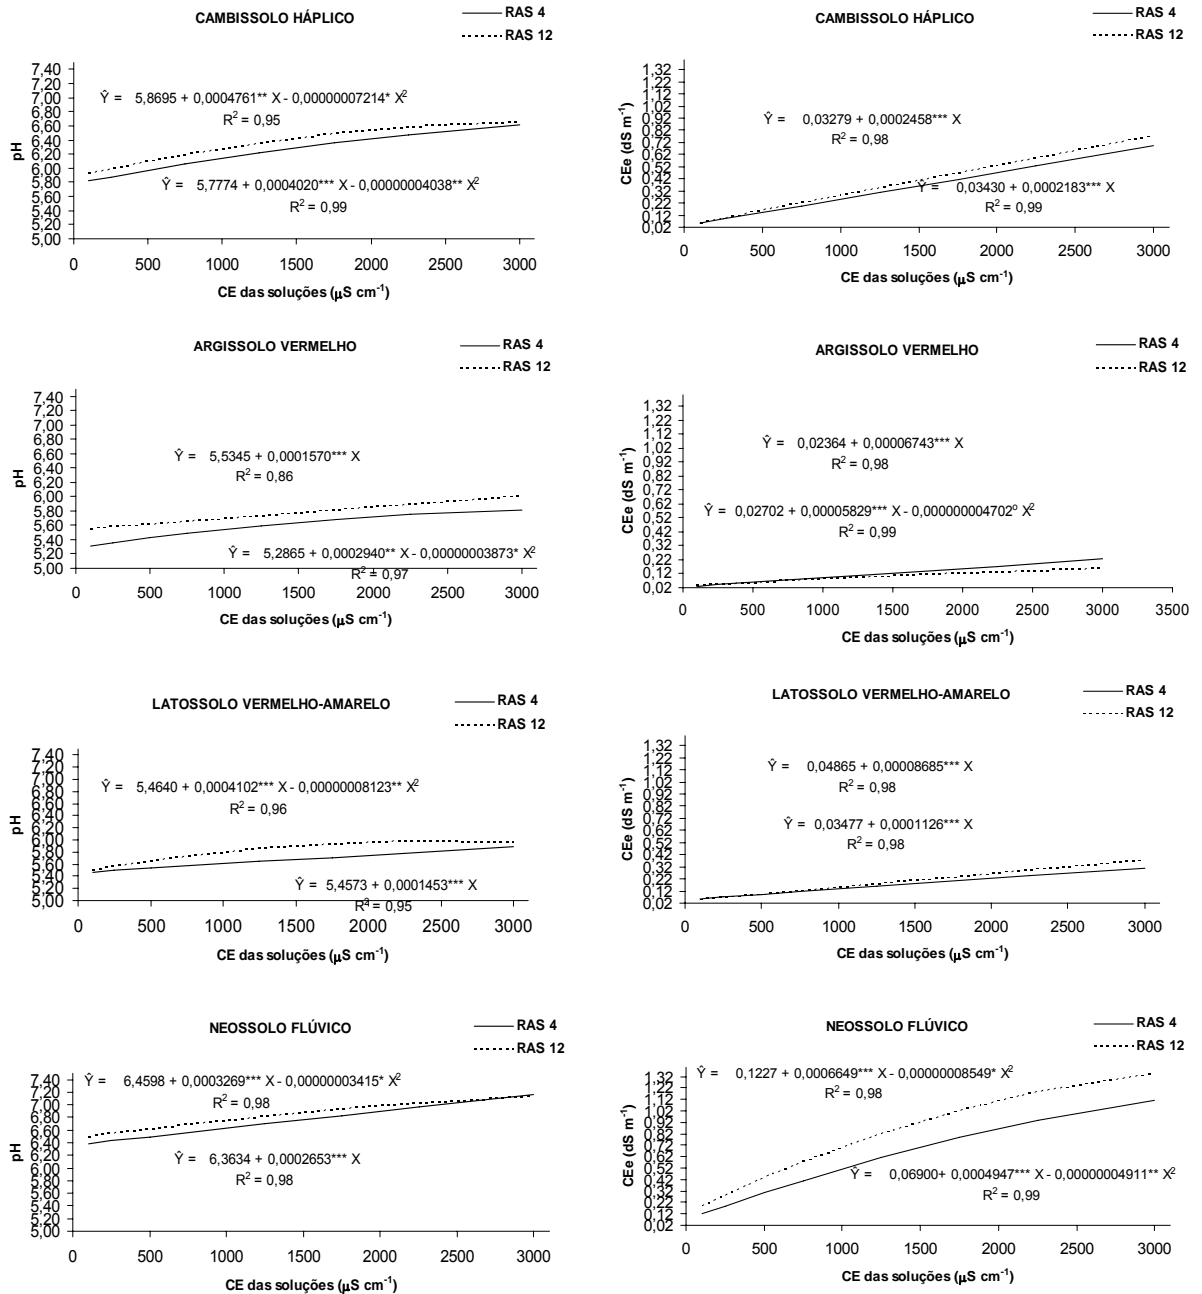 CAMBISSOLO HÁPLICO
RAS 4
RAS 12
7,40
7,20
7,00
6,80
6,60
6,40
6,20
6,00
5,80
5,60
5,40
5,20
5,00
pH
Ŷ = 5,8695 + 0,0004761** X - 0,00000007214* X²
R² = 0,95
Ŷ = 5,7774 + 0,0004020*** X - 0,00000004038** X²
R² = 0,99
0 500 1000 1500 2000 2500 3000
CE das soluções (µS cm⁻¹)
CAMBISSOLO HÁPLICO
RAS 4
RAS 12
1,32
1,22
1,12
1,02
0,92
0,82
0,72
0,62
0,52
0,42
0,32
0,22
0,12
0,02
CEe (dS m⁻¹)
Ŷ = 0,03279 + 0,0002458*** X
R² = 0,98
Ŷ = 0,03430 + 0,0002183*** X
R² = 0,99
0 500 1000 1500 2000 2500 3000
CE das soluções (µS cm⁻¹)
ARGISSOLO VERMELHO
RAS 4
RAS 12
7,40
7,20
7,00
6,80
6,60
6,40
6,20
6,00
5,80
5,60
5,40
5,20
5,00
pH
Ŷ = 5,5345 + 0,0001570*** X
R² = 0,86
Ŷ = 5,2865 + 0,0002940** X - 0,00000003873* X²
R² = 0,97
0 500 1000 1500 2000 2500 3000
CE das soluções (µS cm⁻¹)
ARGISSOLO VERMELHO
RAS 4
RAS 12
1,32
1,22
1,12
1,02
0,92
0,82
0,72
0,62
0,52
0,42
0,32
0,22
0,12
0,02
CEe (dS m⁻¹)
Ŷ = 0,02364 + 0,00006743*** X
R² = 0,98
Ŷ = 0,02702 + 0,00005829*** X - 0,000000004702º X²
R² = 0,99
0 500 1000 1500 2000 2500 3000 3500
CE das soluções (µS cm⁻¹)
LATOSSOLO VERMELHO-AMARELO
RAS 4
RAS 12
7,40
7,20
7,00
6,80
6,60
6,40
6,20
6,00
5,80
5,60
5,40
5,20
5,00
pH
Ŷ = 5,4640 + 0,0004102*** X - 0,00000008123** X²
R² = 0,96
Ŷ = 5,4573 + 0,0001453*** X
R² = 0,95
0 500 1000 1500 2000 2500 3000
CE das soluções (µS cm⁻¹)
LATOSSOLO VERMELHO-AMARELO
RAS 4
RAS 12
1,32
1,22
1,12
1,02
0,92
0,82
0,72
0,62
0,52
0,42
0,32
0,22
0,12
0,02
CEe (dS m⁻¹)
Ŷ = 0,04865 + 0,00008685*** X
R² = 0,98
Ŷ = 0,03477 + 0,0001126*** X
R² = 0,98
0 500 1000 1500 2000 2500 3000
CE das soluções (µS cm⁻¹)
NEOSSOLO FLÚVICO
RAS 4
RAS 12
7,40
7,20
7,00
6,80
6,60
6,40
6,20
6,00
5,80
5,60
5,40
5,20
5,00
pH
Ŷ = 6,4598 + 0,0003269*** X - 0,00000003415* X²
R² = 0,98
Ŷ = 6,3634 + 0,0002653*** X
R² = 0,98
0 500 1000 1500 2000 2500 3000
CE das soluções (µS cm⁻¹)
NEOSSOLO FLÚVICO
RAS 4
RAS 12
1,32
1,22
1,12
1,02
0,92
0,82
0,72
0,62
0,52
0,42
0,32
0,22
0,12
0,02
CEe (dS m⁻¹)
Ŷ = 0,1227 + 0,0006649*** X - 0,00000008549* X²
R² = 0,98
Ŷ = 0,06900+ 0,0004947*** X - 0,00000004911** X²
R² = 0,99
0 500 1000 1500 2000 2500 3000
CE das soluções (µS cm⁻¹)